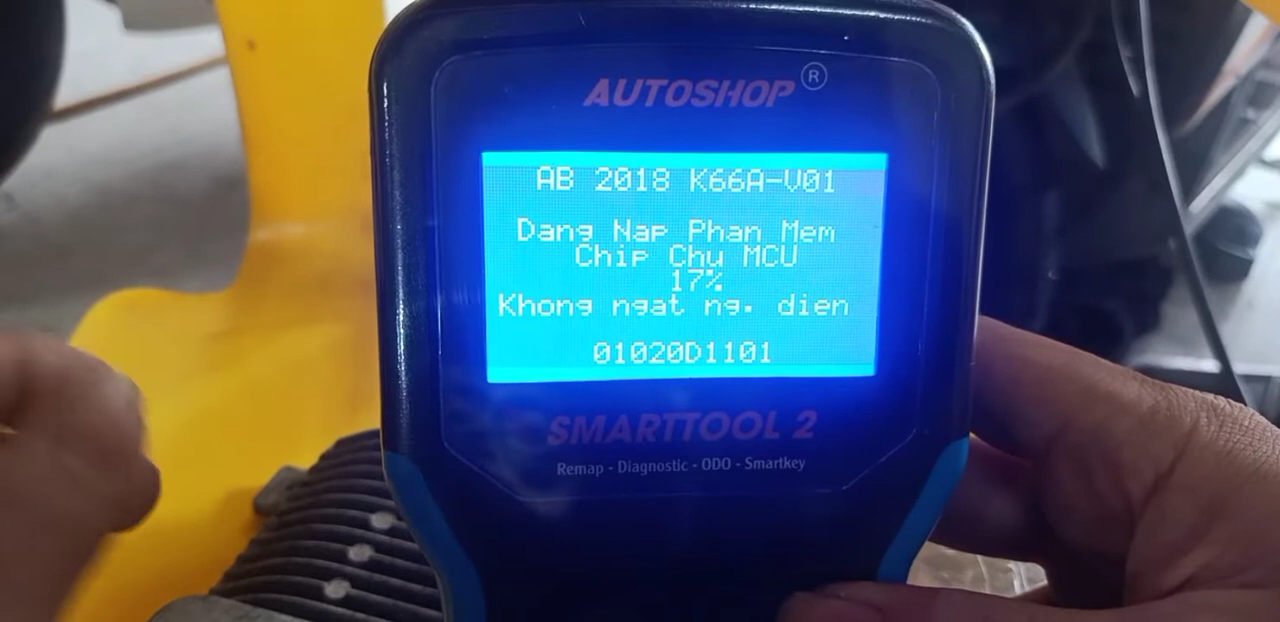 AUTOSHOP ®
AB 2018 K66A-V01
Dang Nap Phan Mem
Chip Chu MCU
17%
Khong ngat ng. dien
01020D1101
SMARTTOOL 2
Remap - Diagnostic - ODO - Smartkey